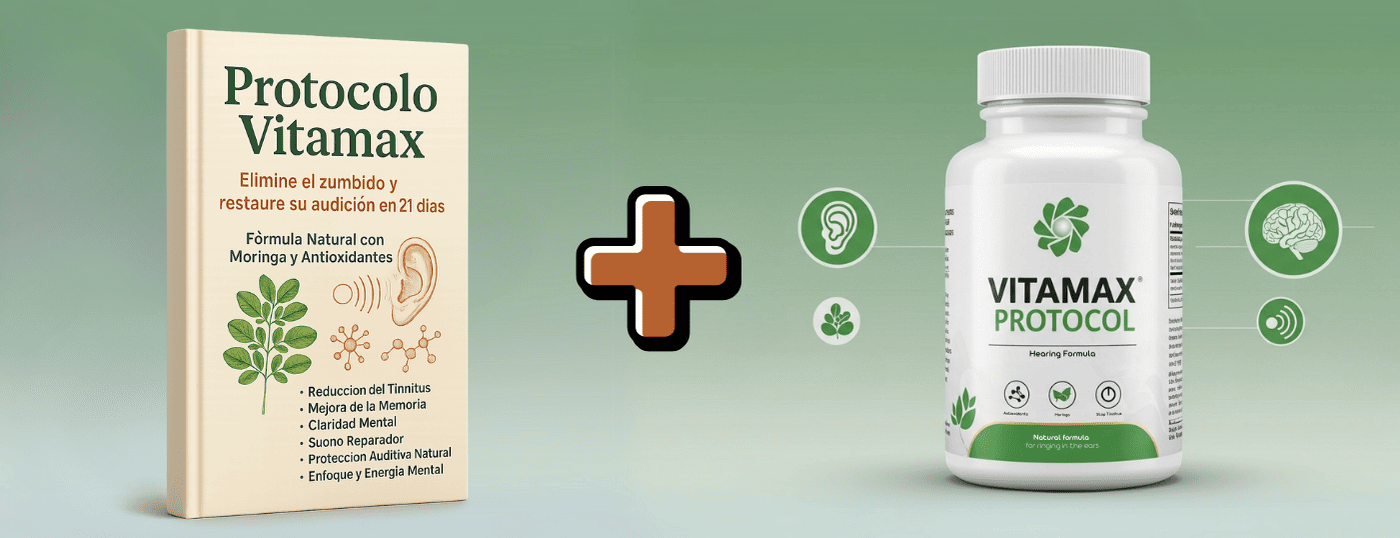 Protocolo
Vitamax
Elimine el zumbido y
restaure su audición en 21 dias
Fòrmula Natural con
Moringa y Antioxidantes
• Reduccion del Tinnitus
• Mejora de la Memoria
• Claridad Mental
• Suono Reparador
• Proteccion Auditiva Natural
• Enfoque y Energia Mental
VITAMAX®
PROTOCOL
Hearing Formula
Moringa
Natural formula
for ringing in the ears